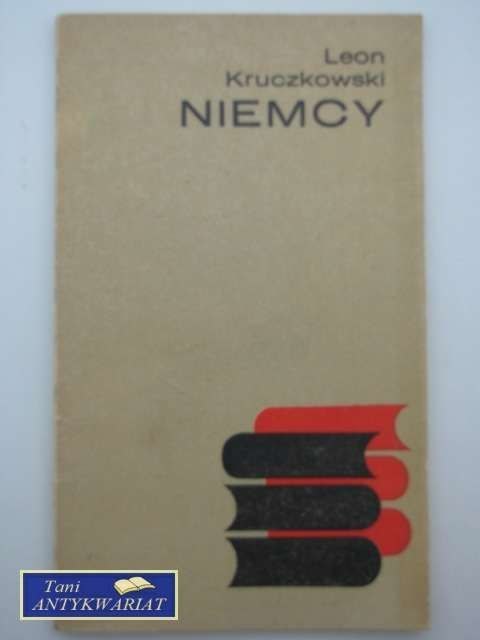 Leon
Kruczkowski
NIEMCY
Tani
ANTYKWARIAT